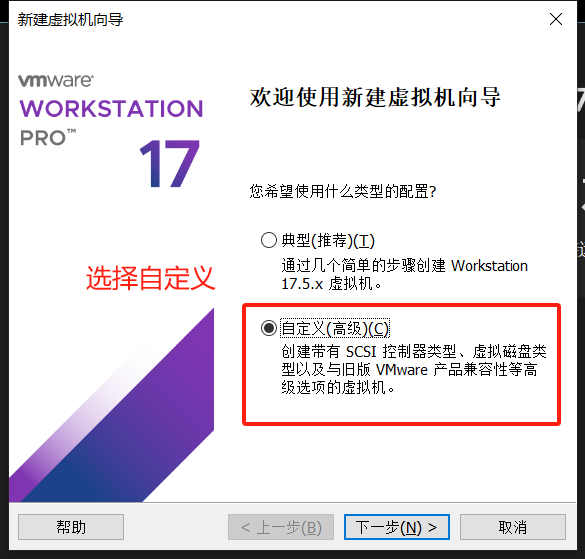 新建虚拟机向导
vmware®
WORKSTATION
PRO™
17
欢迎使用新建虚拟机向导
您希望使用什么类型的配置?
典型(推荐)(T)
通过几个简单的步骤创建 Workstation
17.5.x 虚拟机。
选择自定义
自定义(高级)(C)
创建带有 SCSI 控制器类型、虚拟磁盘类
型以及与旧版 VMware 产品兼容性等高
级选项的虚拟机。
帮助
< 上一步(B)
下一步(N) >
取消